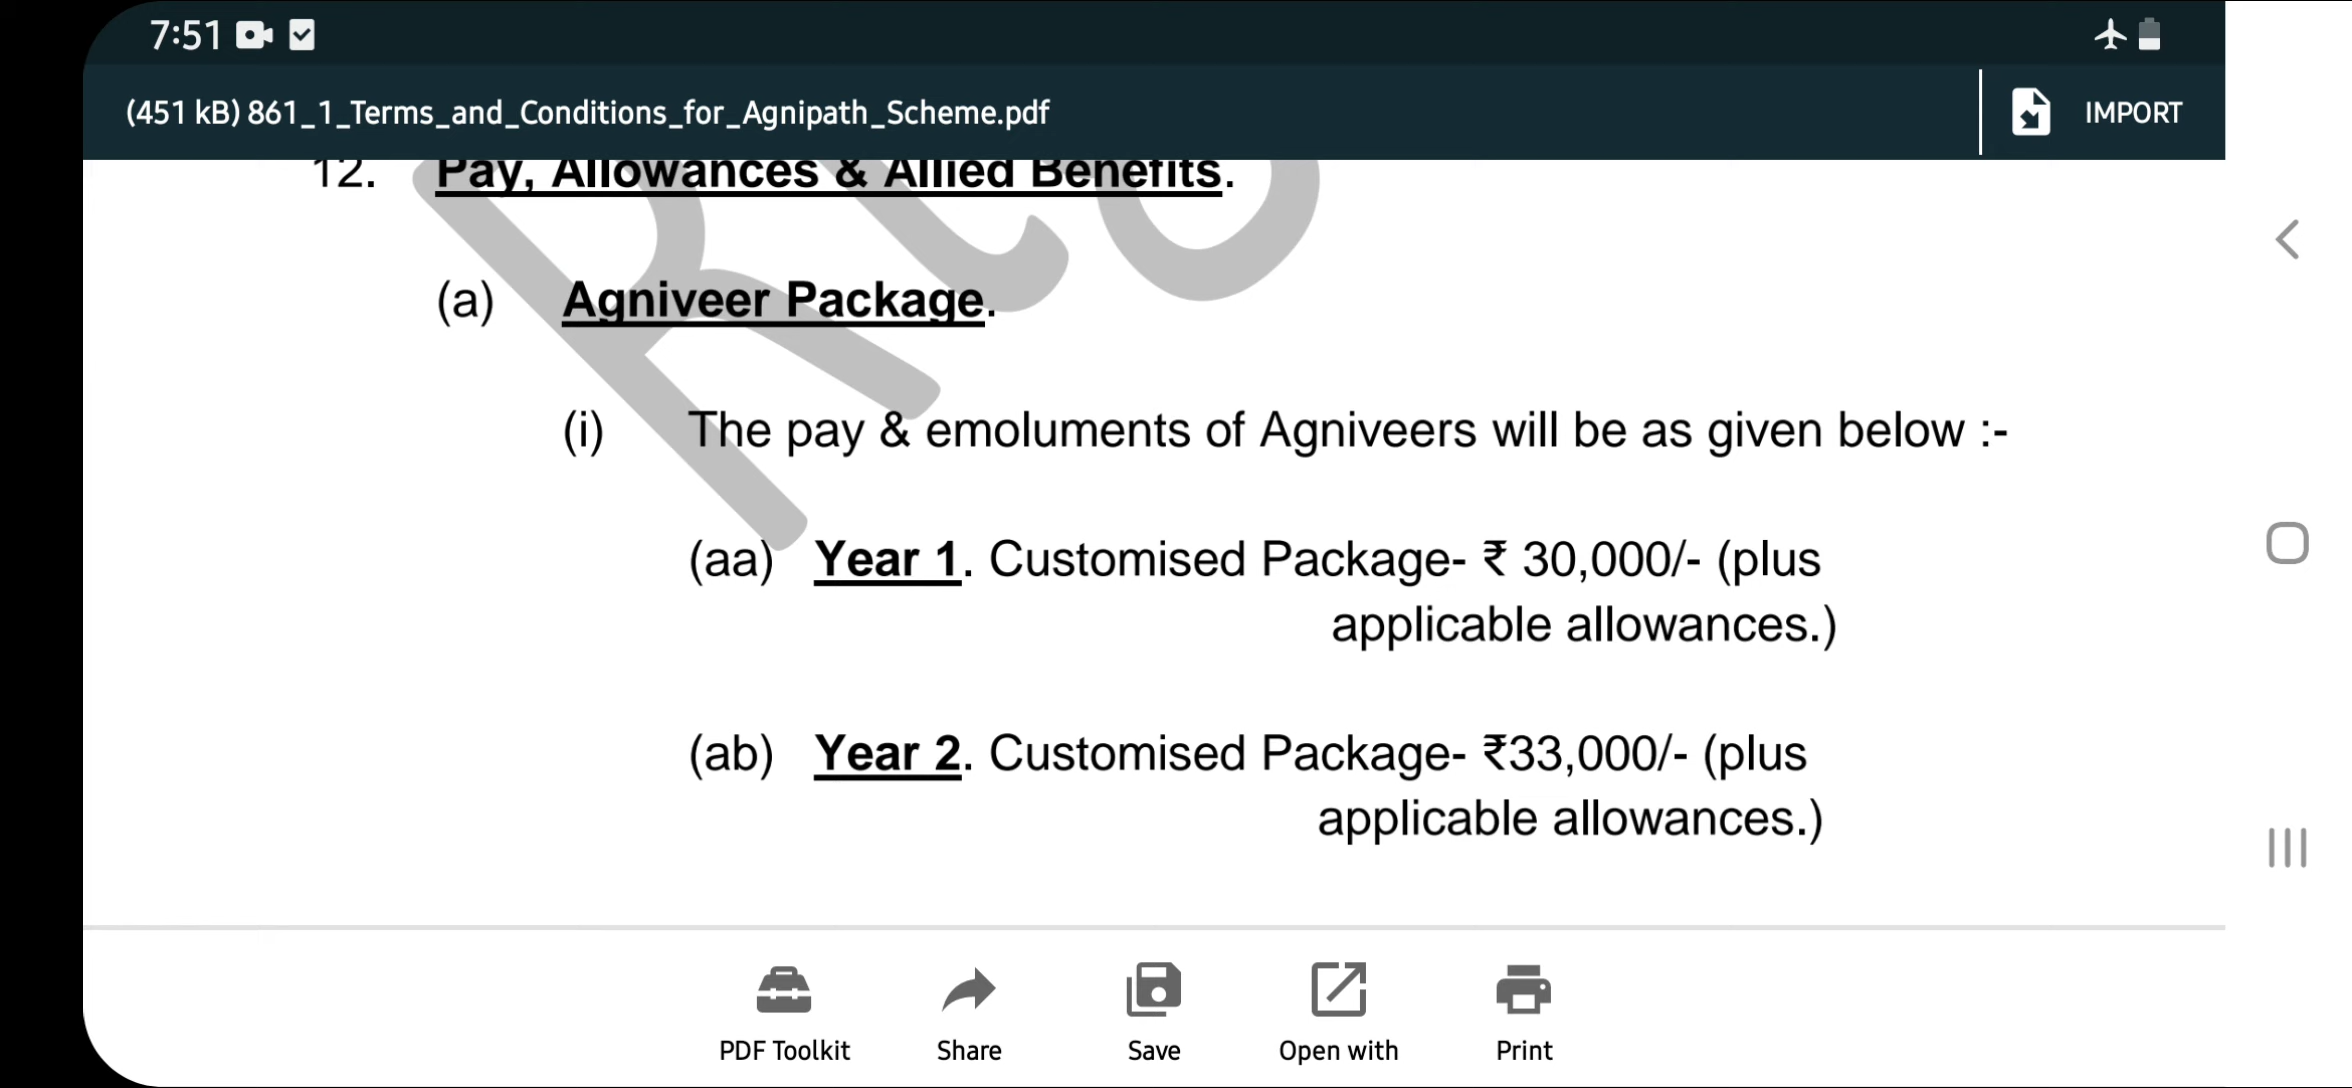 7:51
(451 kB) 861_1_Terms_and_Conditions_for_Agnipath_Scheme.pdf
IMPORT
12. Pay, Allowances & Allied Benefits.
(a) Agniveer Package.
(i) The pay & emoluments of Agniveers will be as given below :-
(aa) Year 1. Customised Package- ₹ 30,000/- (plus
applicable allowances.)
(ab) Year 2. Customised Package- ₹33,000/- (plus
applicable allowances.)
PDF Toolkit
Share
Save
Open with
Print